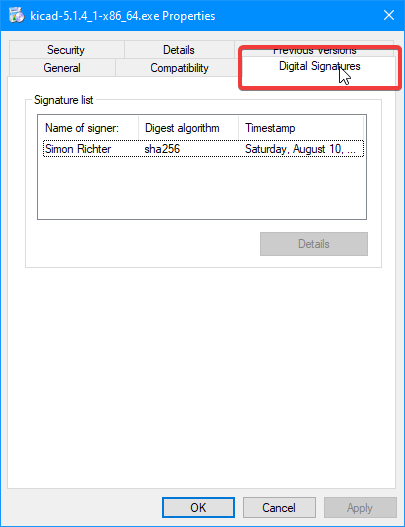 kicad-5.1.4_1-x86_64.exe Properties
Security Details Previous Versions
General Compatibility Digital Signatures
Signature list
Name of signer: Digest algorithm Timestamp
Simon Richter sha256 Saturday, August 10, ...
Details
OK Cancel Apply